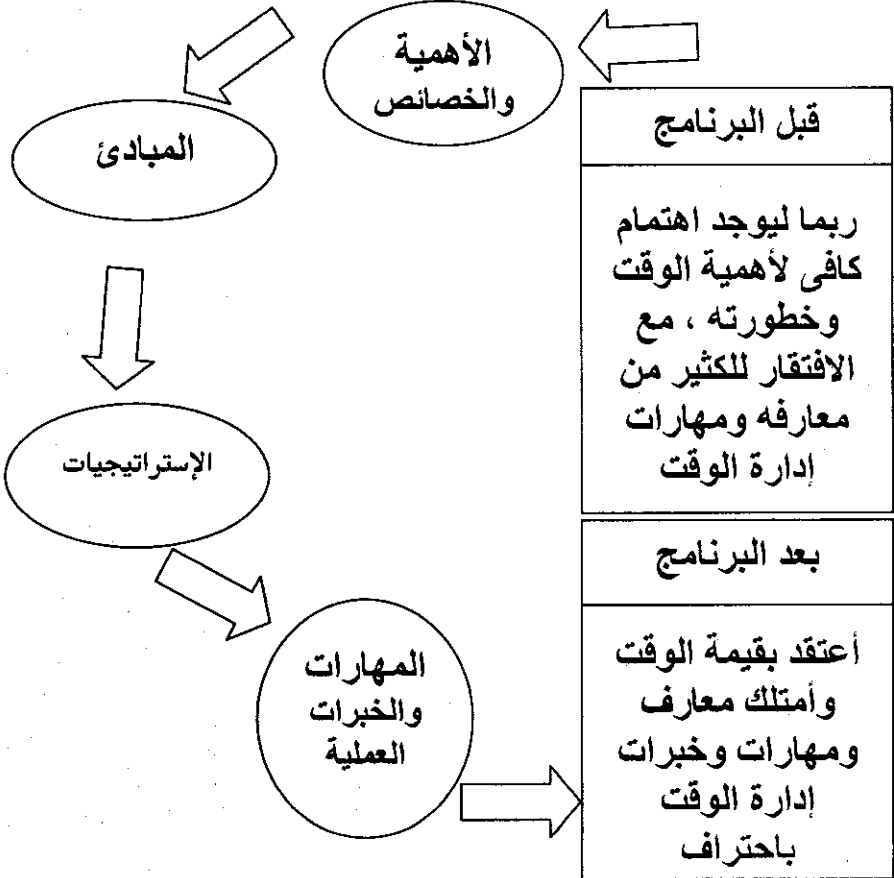 قبل البرنامج
ربما ليوجد اهتمام
كافى لأهمية الوقت
وخطورته ، مع
الافتقار للكثير من
معارفه ومهارات
إدارة الوقت
الأهمية
والخصائص
المبادئ
الإستراتيجيات
المهارات
والخبرات
العملية
بعد البرنامج
أعتقد بقيمة الوقت
وأمتلك معارف
ومهارات وخبرات
إدارة الوقت
باحتراف